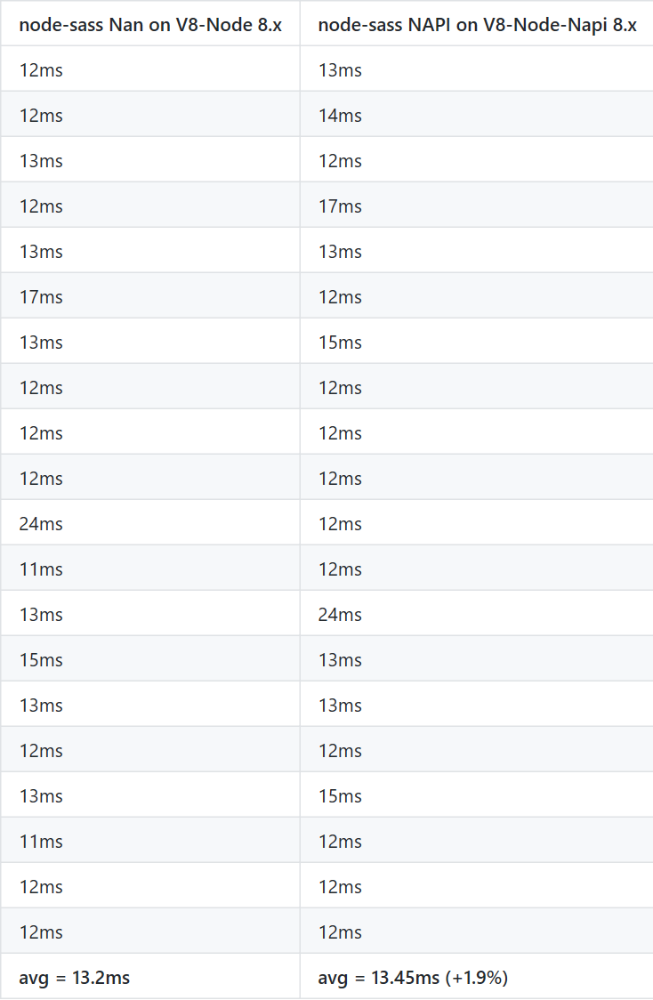 node-sass Nan on V8-Node 8.x node-sass NAPI on V8-Node-Napi 8.x
12ms 13ms
12ms 14ms
13ms 12ms
12ms 17ms
13ms 13ms
17ms 12ms
13ms 15ms
12ms 12ms
12ms 12ms
12ms 12ms
24ms 12ms
11ms 12ms
13ms 24ms
15ms 13ms
13ms 13ms
12ms 12ms
13ms 15ms
11ms 12ms
12ms 12ms
12ms 12ms
avg = 13.2ms avg = 13.45ms (+1.9%)